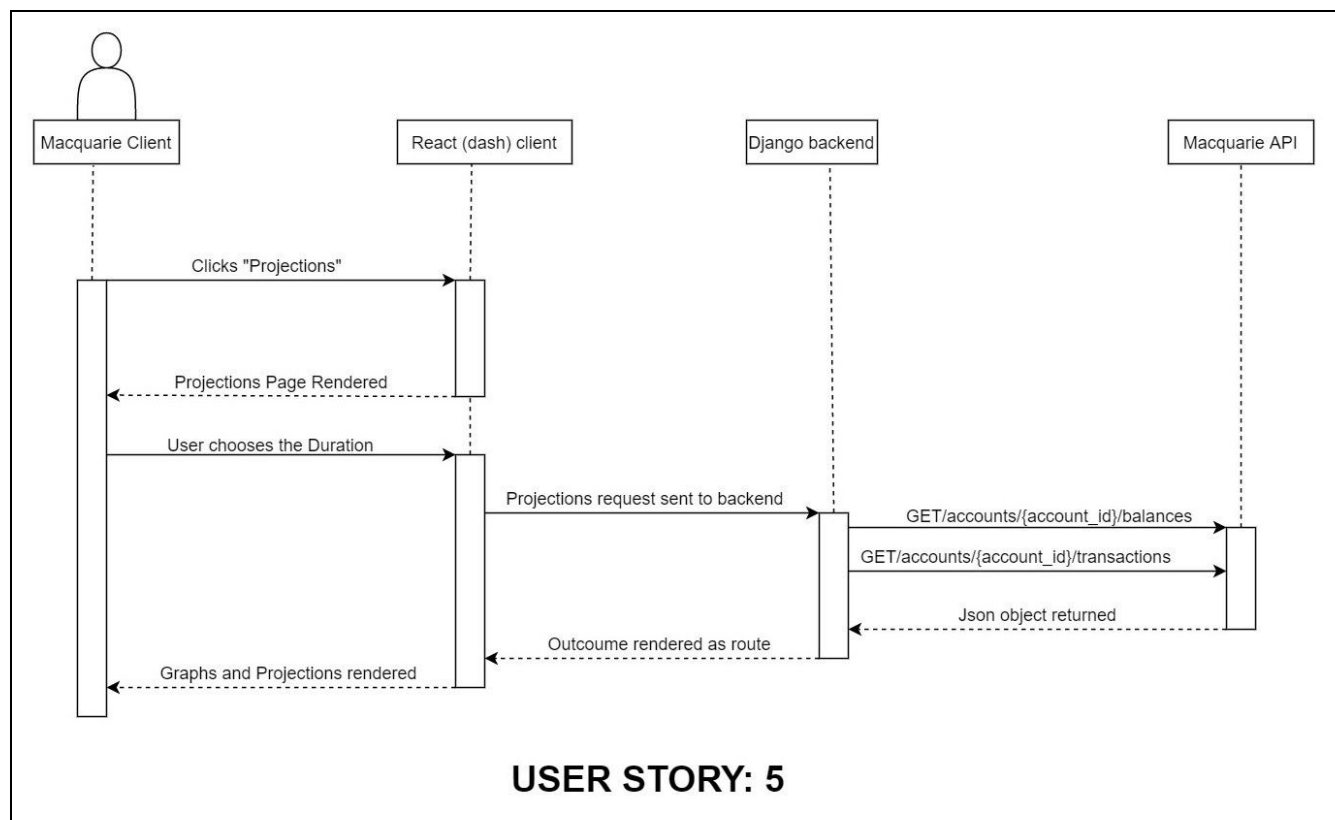 Macquarie Client
React (dash) client
Django backend
Macquarie API
Clicks "Projections"
Projections Page Rendered
User chooses the Duration
Projections request sent to backend
GET/accounts/{account_id}/balances
GET/accounts/{account_id}/transactions
Json object returned
Outcoume rendered as route
Graphs and Projections rendered
USER STORY: 5